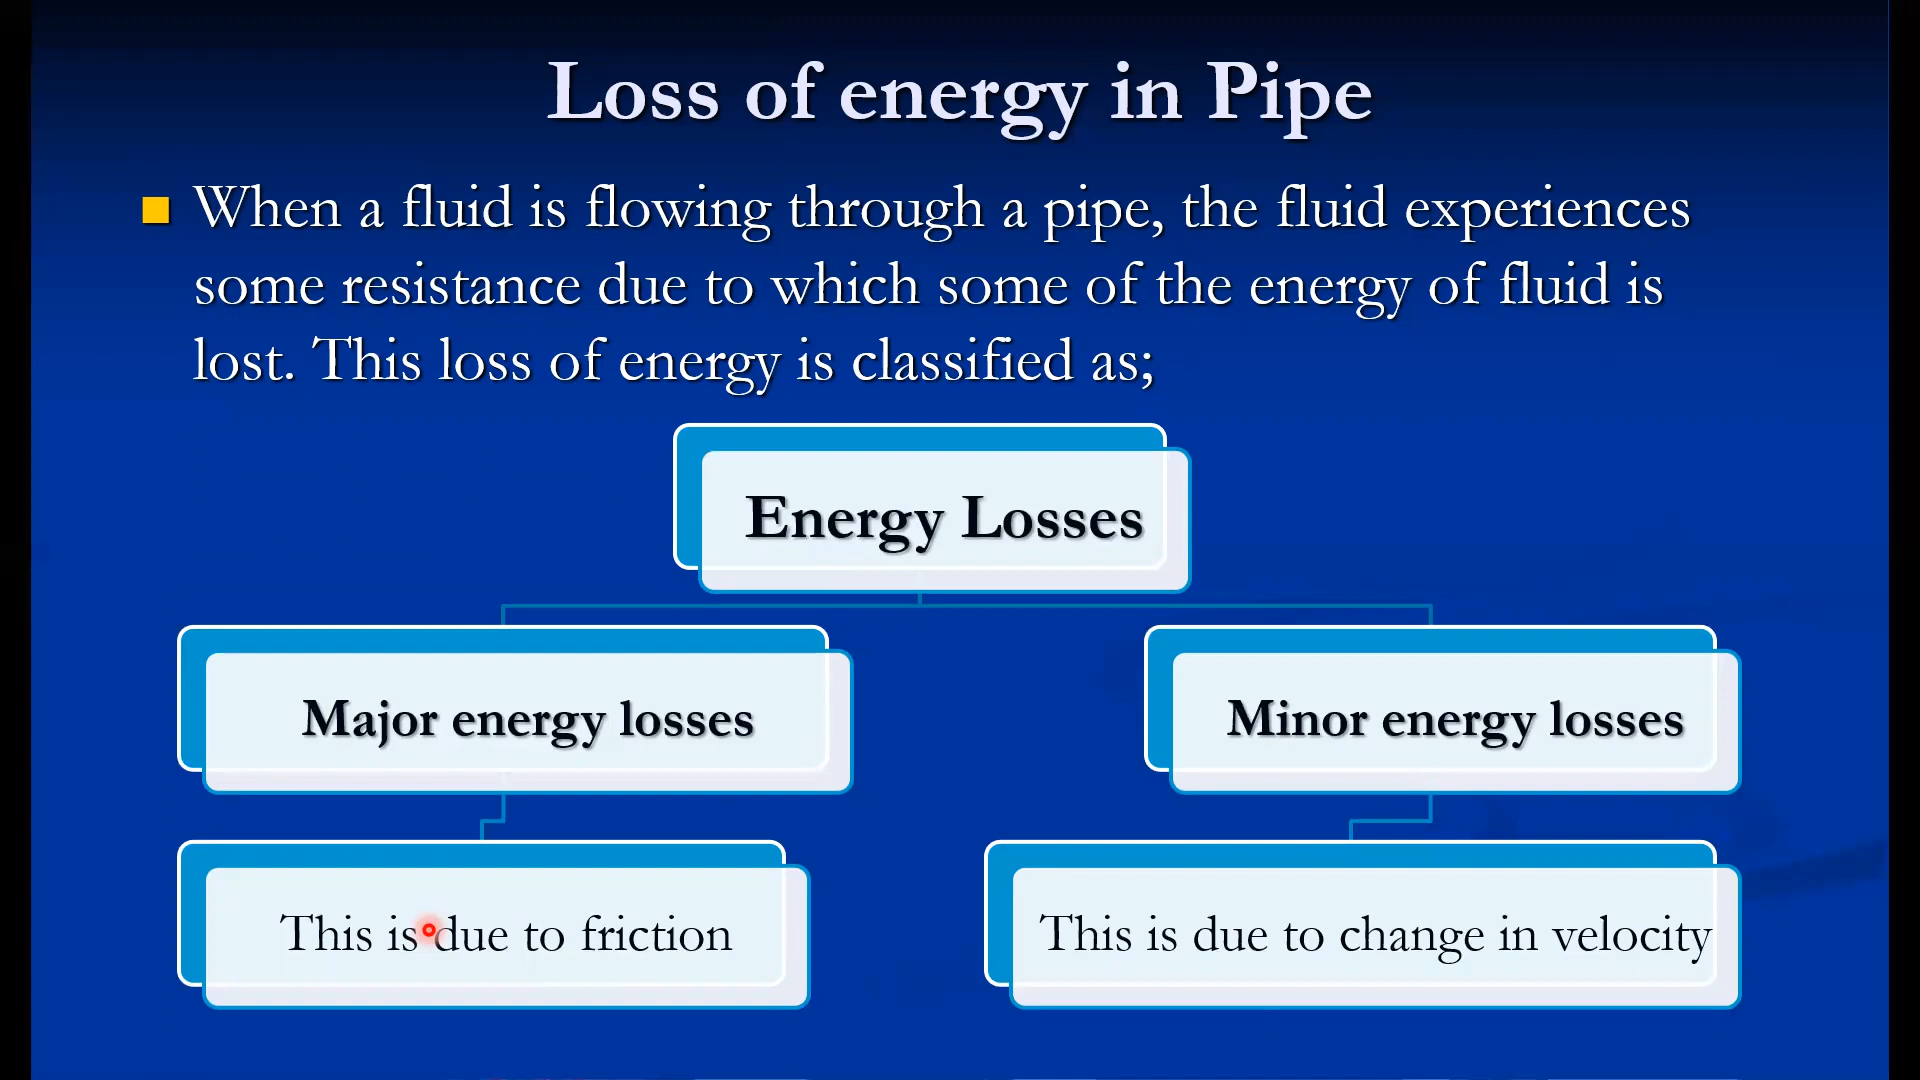 Loss of energy in Pipe
When a fluid is flowing through a pipe, the fluid experiences
some resistance due to which some of the energy of fluid is
lost. This loss of energy is classified as;
Energy Losses
Major energy losses
Minor energy losses
This is due to friction
This is due to change in velocity